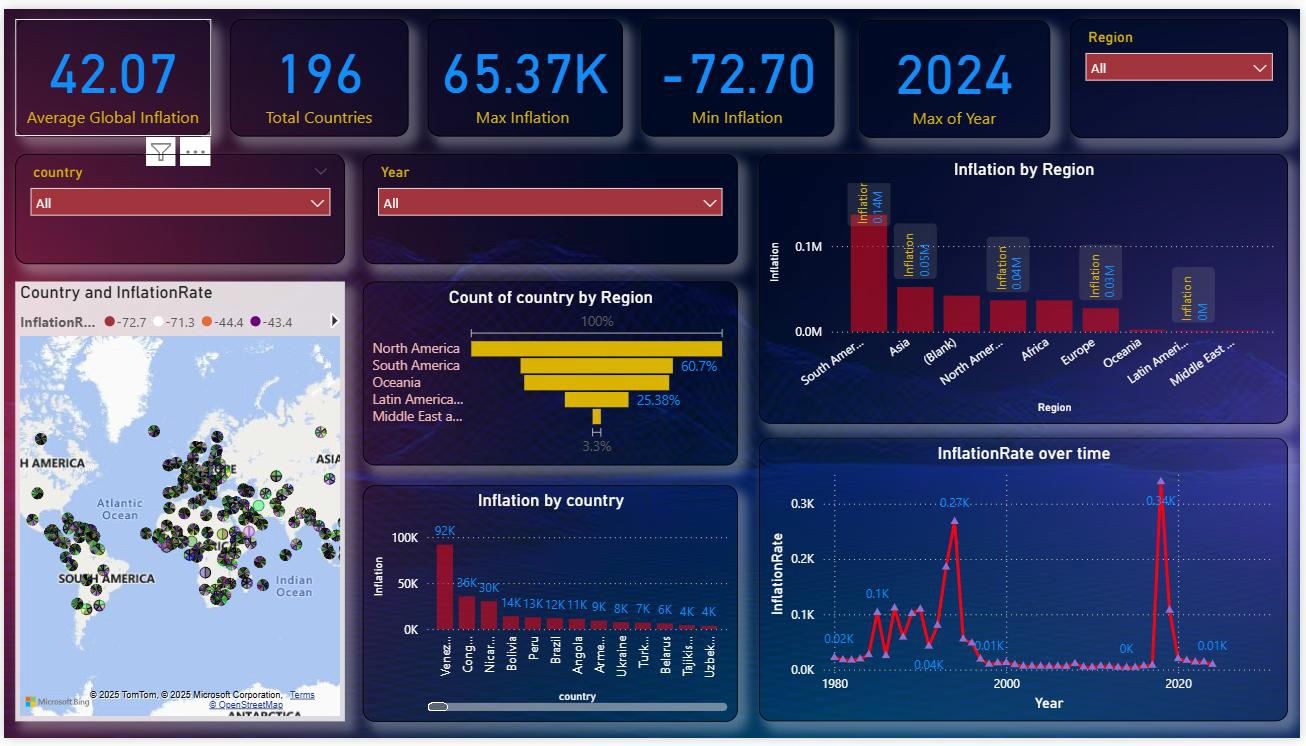 42.07
Average Global Inflation
196
Total Countries
65.37K
Max Inflation
-72.70
Min Inflation
2024
Max of Year
Region
All
country
All
Year
All
Inflation by Region
Inflation
0.14M
Inflation
0.05M
Inflation
0.04M
Inflation
0.03M
Inflation
0M
0.1M
0.0M
Inflation
South Amer...
Asia
(Blank)
North Amer...
Africa
Europe
Oceania
Latin Ameri...
Middle East ...
Region
Country and InflationRate
InflationR... -72.7 -71.3 -44.4 -43.4
H AMERICA
ASIA
Atlantic
Ocean
SOUTH AMERICA
Indian
Ocean
© 2025 TomTom, © 2025 Microsoft Corporation, Terms
© OpenStreetMap
Microsoft Bing
ANTARCTICA
Count of country by Region
100%
North America
South America 60.7%
Oceania
Latin America... 25.38%
Middle East a...
3.3%
Inflation by country
Inflation
100K
50K
0K
92K 36K 30K 14K 13K 12K 11K 9K 8K 7K 6K 4K 4K
Venez...
Cong...
Nicar...
Bolivia
Peru
Brazil
Angola
Arme...
Ukraine
Turk...
Belarus
Tajikis...
Uzbek...
country
InflationRate over time
InflationRate
0.3K
0.2K
0.1K
0.0K
0.02K
0.1K
0.04K
0.27K
0.01K
0K
0.34K
0.01K
1980 2000 2020
Year